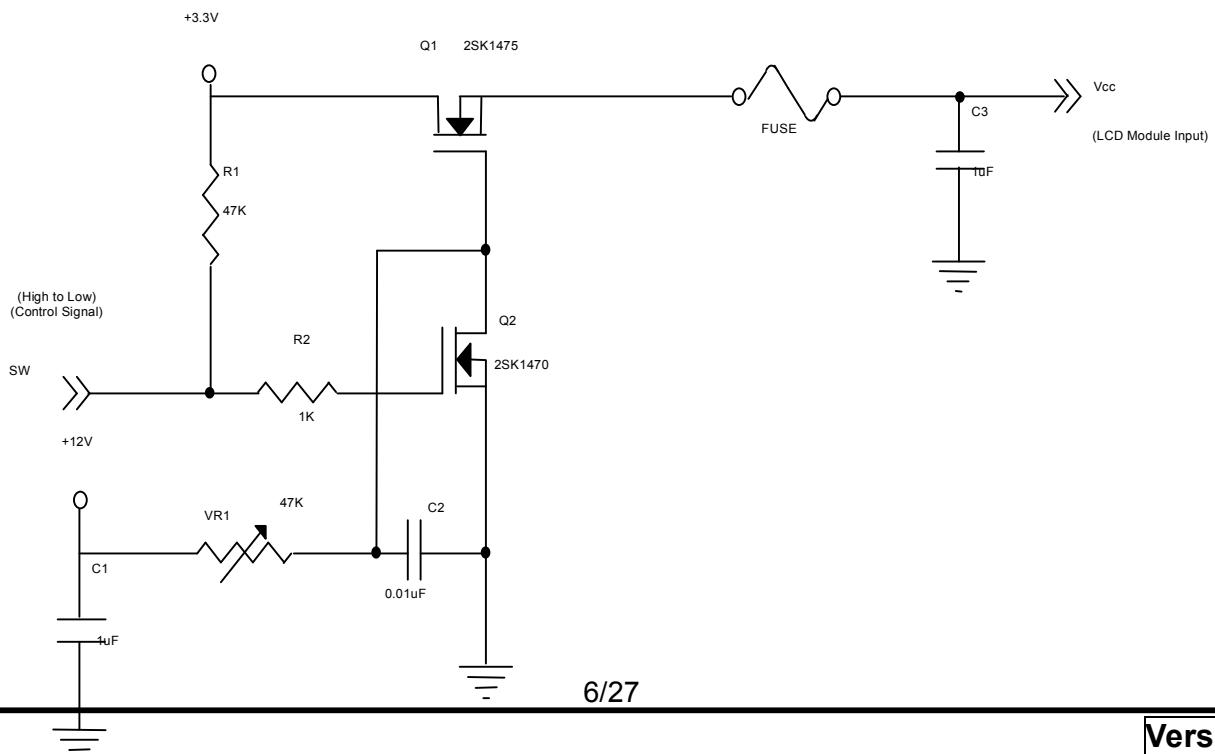 +3.3V
Q1 2SK1475
FUSE
C3
Vcc
(LCD Module Input)
1uF
R1
47K
(High to Low)
(Control Signal)
SW
R2
1K
Q2
2SK1470
+12V
VR1
47K
C2
0.01uF
C1
1uF
6/27
Vers